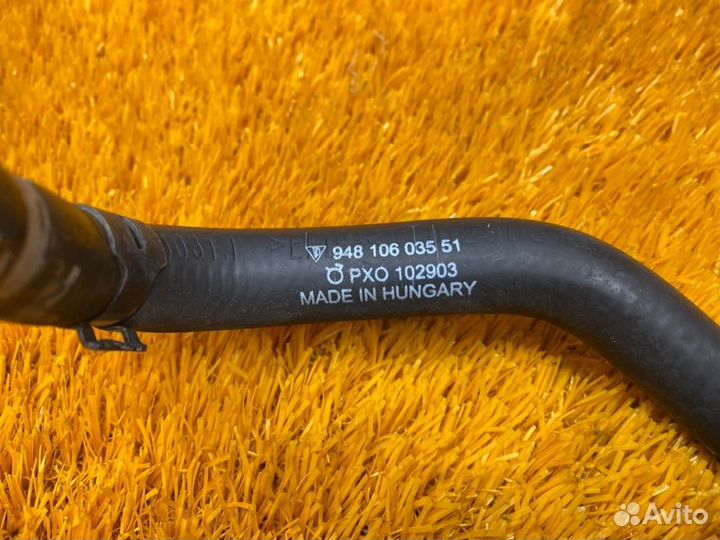 948 106 035 51
PXO 102903
MADE IN HUNGARY
Avito